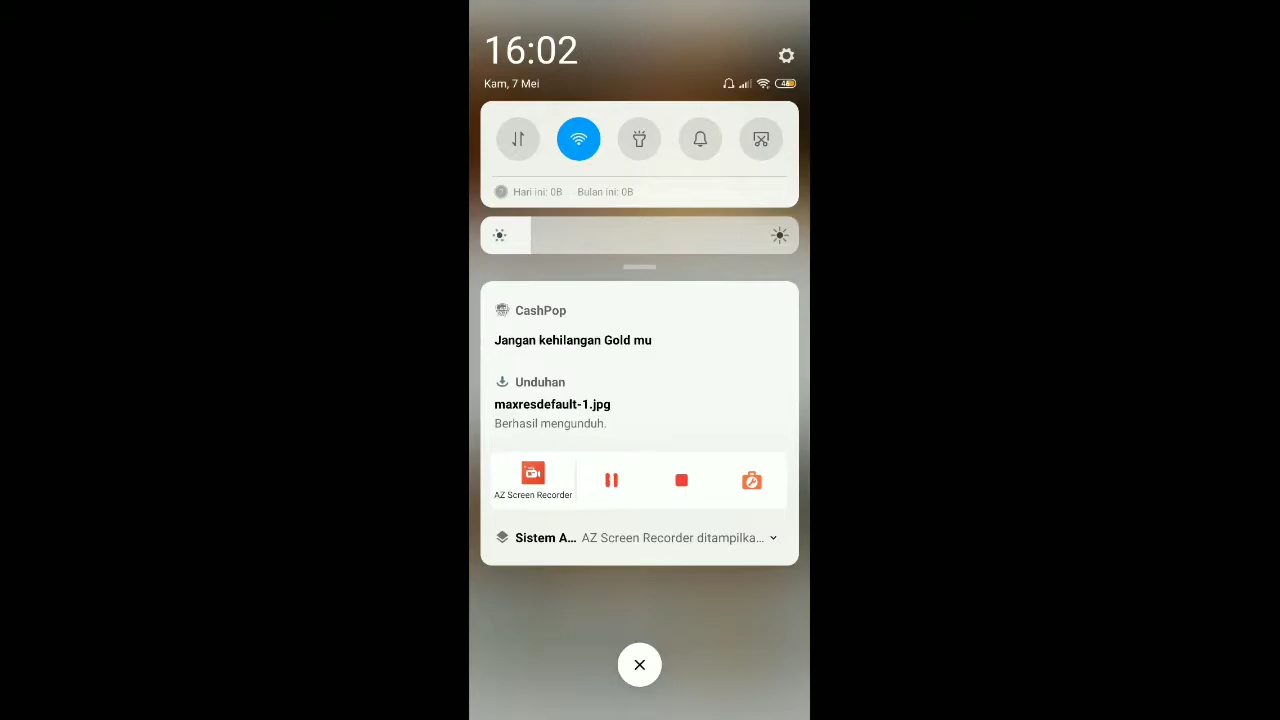 16:02
Kam, 7 Mei
Hari ini: 0B Bulan ini: 0B
CashPop
Jangan kehilangan Gold mu
Unduhan
maxresdefault-1.jpg
Berhasil mengunduh.
AZ Screen Recorder
Sistem A... AZ Screen Recorder ditampilka...